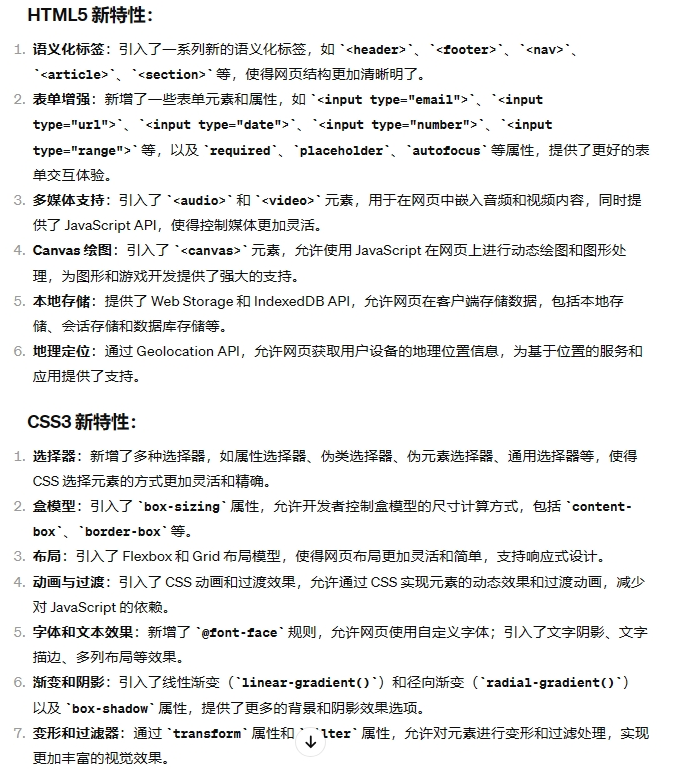 HTML5 新特性：
1. 语义化标签：引入了一系列新的语义化标签，如 `<header>`、`<footer>`、`<nav>`、
`<article>`、`<section>` 等，使得网页结构更加清晰明了。
2. 表单增强：新增了一些表单元素和属性，如 `<input type="email">`、`<input
type="url">`、`<input type="date">`、`<input type="number">`、`<input
type="range">` 等，以及 `required`、`placeholder`、`autofocus` 等属性，提供了更好的表
单交互体验。
3. 多媒体支持：引入了 `<audio>` 和 `<video>` 元素，用于在网页中嵌入音频和视频内容，同时提
供了 JavaScript API，使得控制媒体更加灵活。
4. Canvas 绘图：引入了 `<canvas>` 元素，允许使用 JavaScript 在网页上进行动态绘图和图形处
理，为图形和游戏开发提供了强大的支持。
5. 本地存储：提供了 Web Storage 和 IndexedDB API，允许网页在客户端存储数据，包括本地存
储、会话存储和数据库存储等。
6. 地理定位：通过 Geolocation API，允许网页获取用户设备的地理位置信息，为基于位置的服务和
应用提供了支持。
CSS3 新特性：
1. 选择器：新增了多种选择器，如属性选择器、伪类选择器、伪元素选择器、通用选择器等，使得
CSS 选择元素的方式更加灵活和精确。
2. 盒模型：引入了 `box-sizing` 属性，允许开发者控制盒模型的尺寸计算方式，包括 `content-
box`、`border-box` 等。
3. 布局：引入了 Flexbox 和 Grid 布局模型，使得网页布局更加灵活和简单，支持响应式设计。
4. 动画与过渡：引入了 CSS 动画和过渡效果，允许通过 CSS 实现元素的动态效果和过渡动画，减少
对 JavaScript 的依赖。
5. 字体和文本效果：新增了 `@font-face` 规则，允许网页使用自定义字体；引入了文字阴影、文字
描边、多列布局等效果。
6. 渐变和阴影：引入了线性渐变（`linear-gradient()`）和径向渐变（`radial-gradient()`）
以及 `box-shadow` 属性，提供了更多的背景和阴影效果选项。
7. 变形和过滤器：通过 `transform` 属性和 属性，允许对元素进行变形和过滤处理，实现
更加丰富的视觉效果。